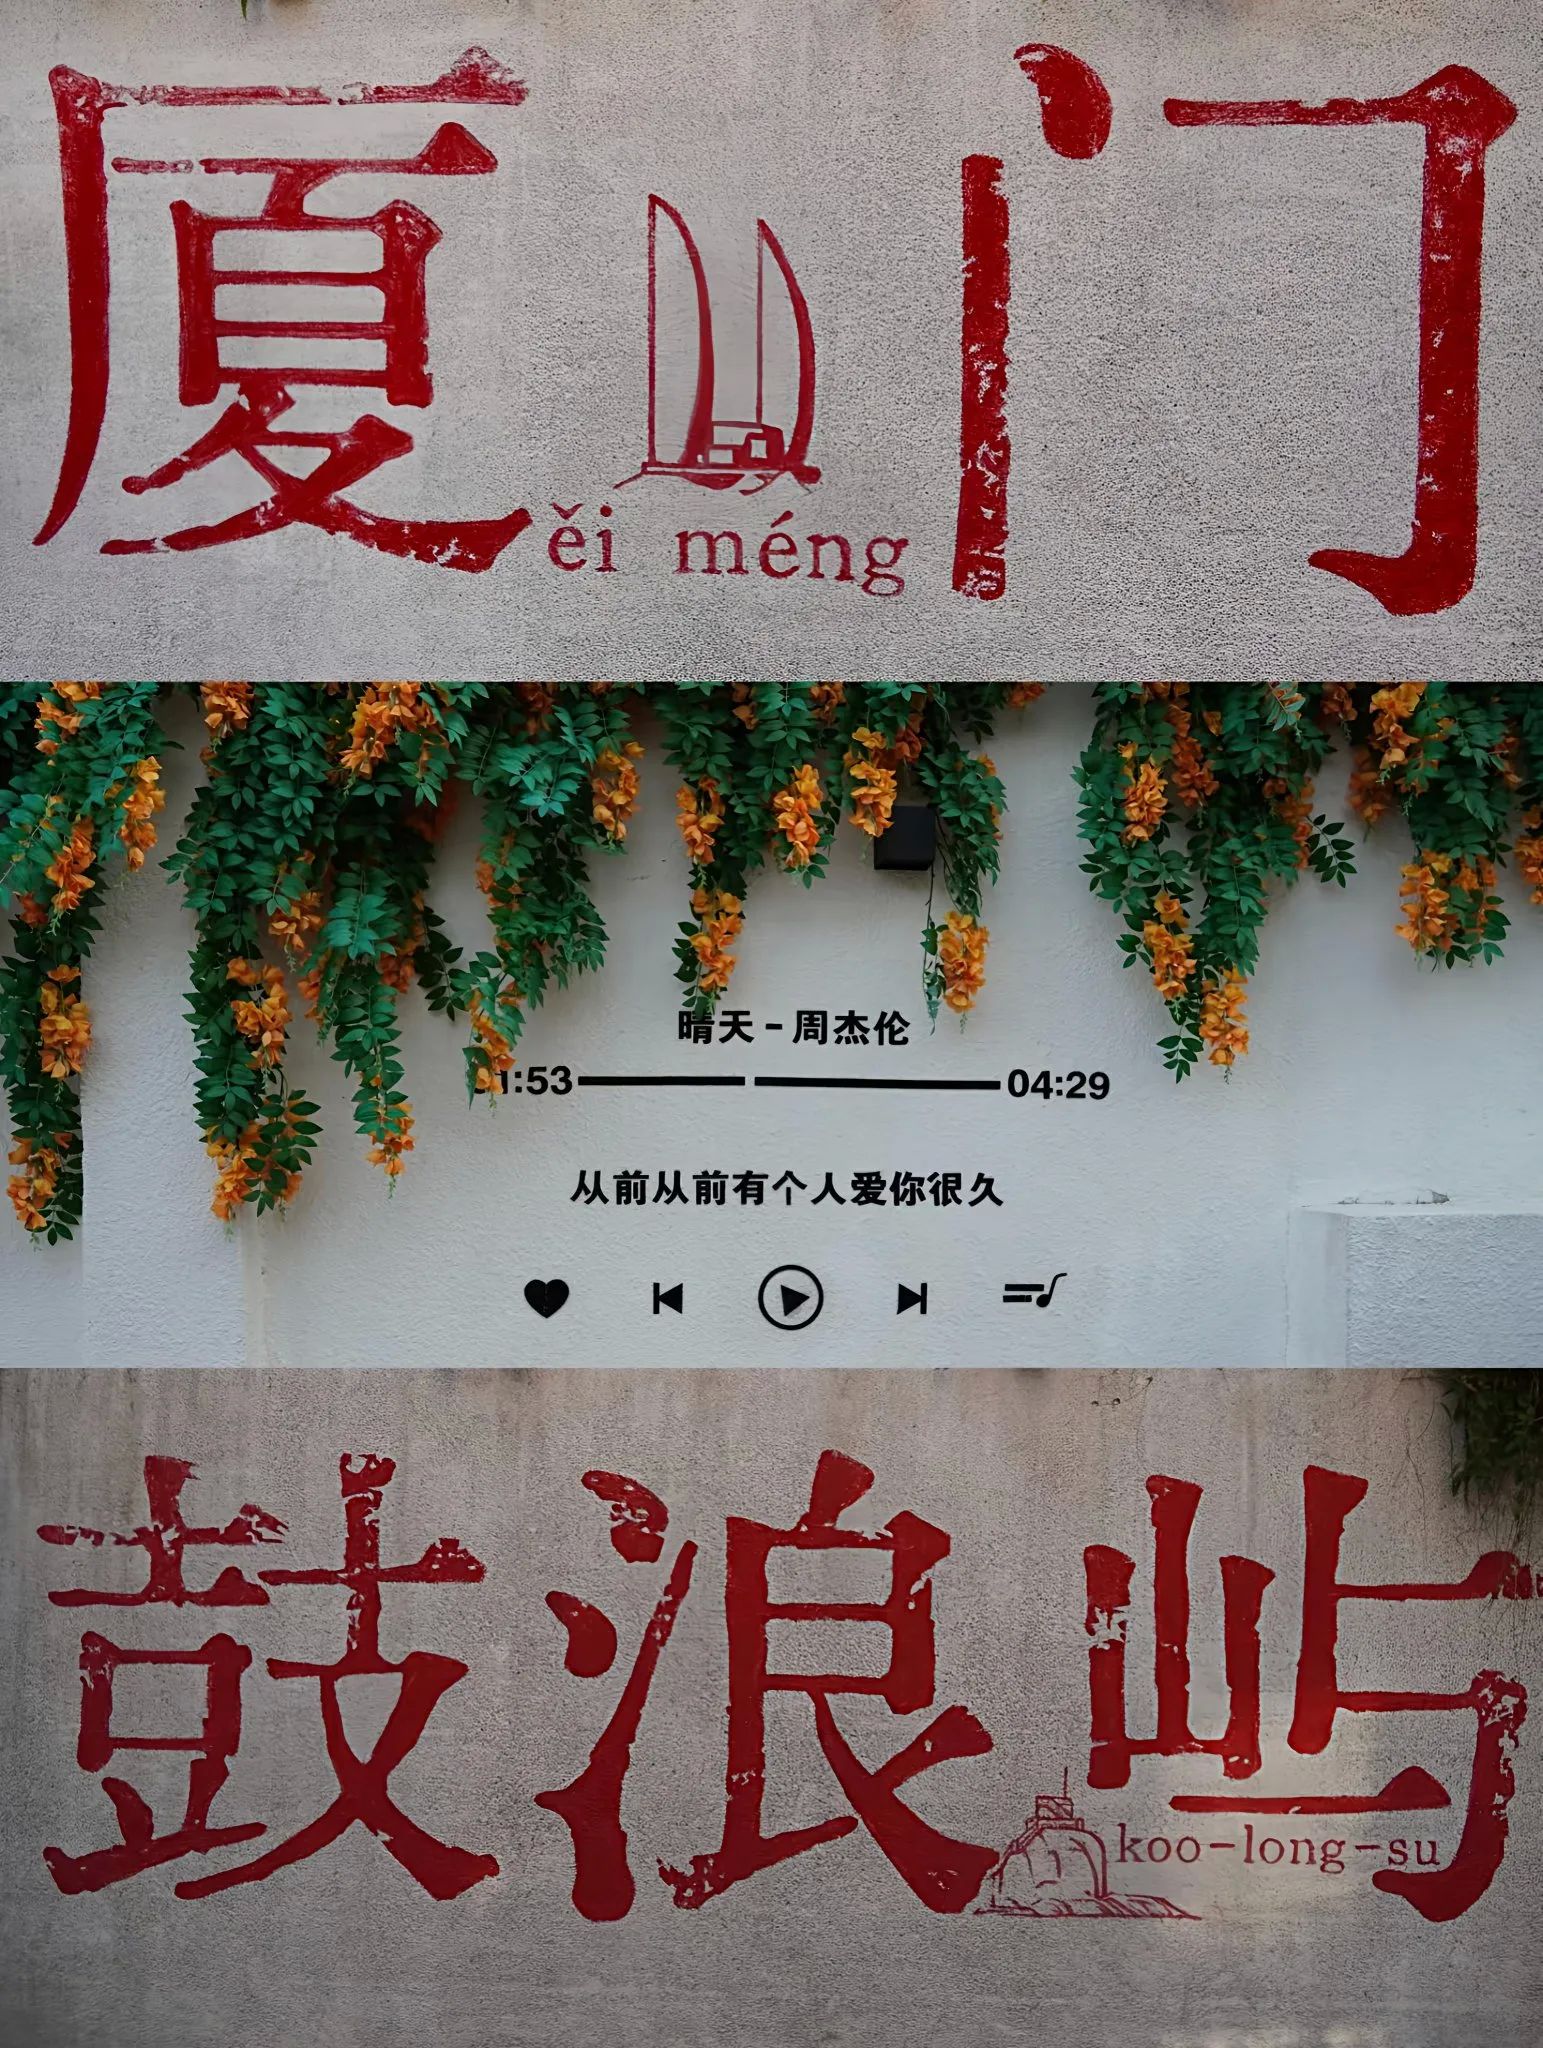 厦门
ěi méng
晴天-周杰伦
1:53 04:29
从前从前有个人爱你很久
鼓浪屿
koo-long-su